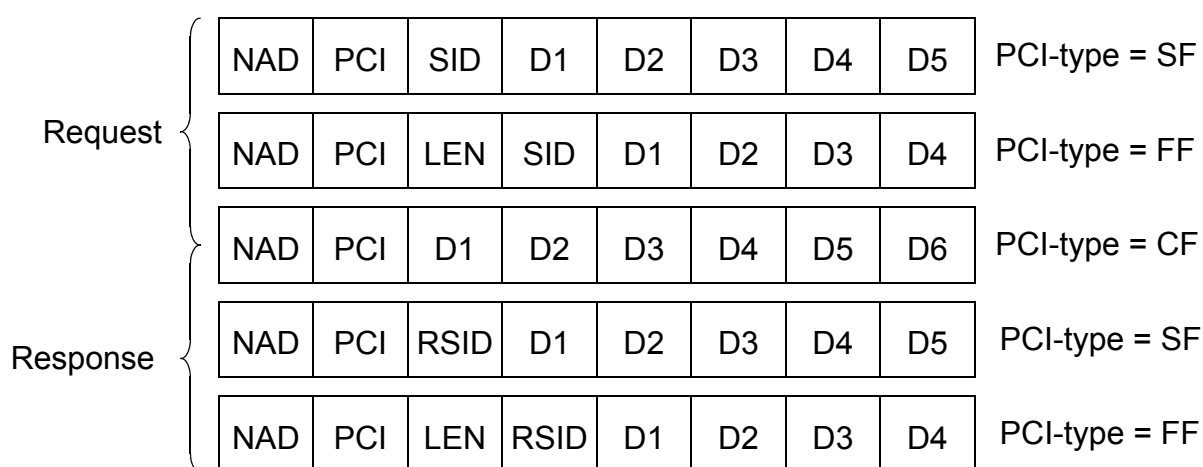 NAD PCI SID D1 D2 D3 D4 D5 PCI-type = SF
Request
NAD PCI LEN SID D1 D2 D3 D4 PCI-type = FF
NAD PCI D1 D2 D3 D4 D5 D6 PCI-type = CF
NAD PCI RSID D1 D2 D3 D4 D5 PCI-type = SF
Response
NAD PCI LEN RSID D1 D2 D3 D4 PCI-type = FF